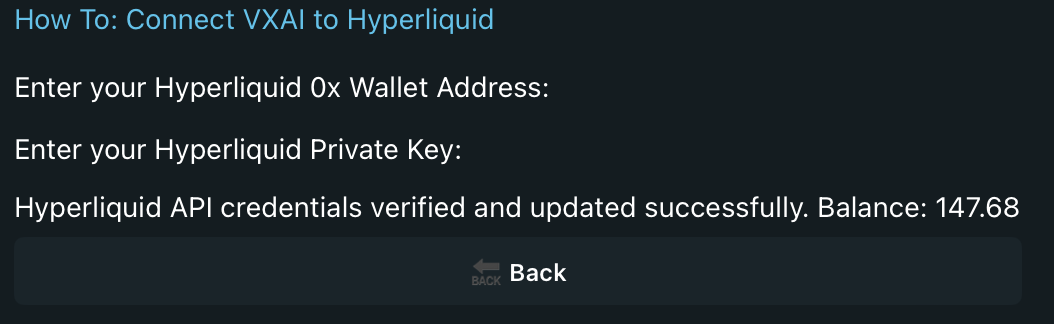 How To: Connect VXAI to Hyperliquid
Enter your Hyperliquid 0x Wallet Address:
Enter your Hyperliquid Private Key:
Hyperliquid API credentials verified and updated successfully. Balance: 147.68
BACK Back